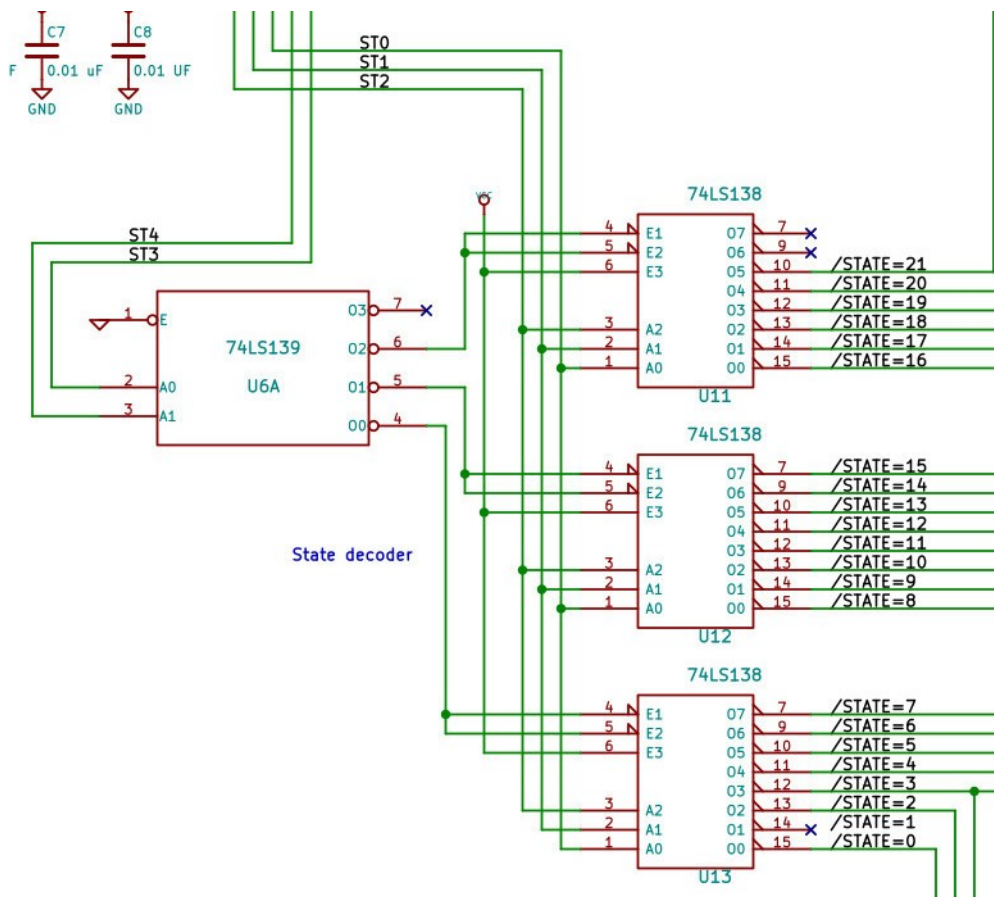 C7
C8
F
0.01 uF
0.01 UF
GND
GND
ST0
ST1
ST2
ST4
ST3
VCC
1
E
2
A0
3
A1
74LS139
U6A
O3
7
O2
6
O1
5
O0
4
State decoder
74LS138
4
E1
5
E2
6
E3
3
A2
2
A1
1
A0
O7
7
O6
9
O5
10
/STATE=21
O4
11
/STATE=20
O3
12
/STATE=19
O2
13
/STATE=18
O1
14
/STATE=17
O0
15
/STATE=16
U11
74LS138
4
E1
5
E2
6
E3
3
A2
2
A1
1
A0
O7
7
/STATE=15
O6
9
/STATE=14
O5
10
/STATE=13
O4
11
/STATE=12
O3
12
/STATE=11
O2
13
/STATE=10
O1
14
/STATE=9
O0
15
/STATE=8
U12
74LS138
4
E1
5
E2
6
E3
3
A2
2
A1
1
A0
O7
7
/STATE=7
O6
9
/STATE=6
O5
10
/STATE=5
O4
11
/STATE=4
O3
12
/STATE=3
O2
13
/STATE=2
O1
14
/STATE=1
O0
15
/STATE=0
U13